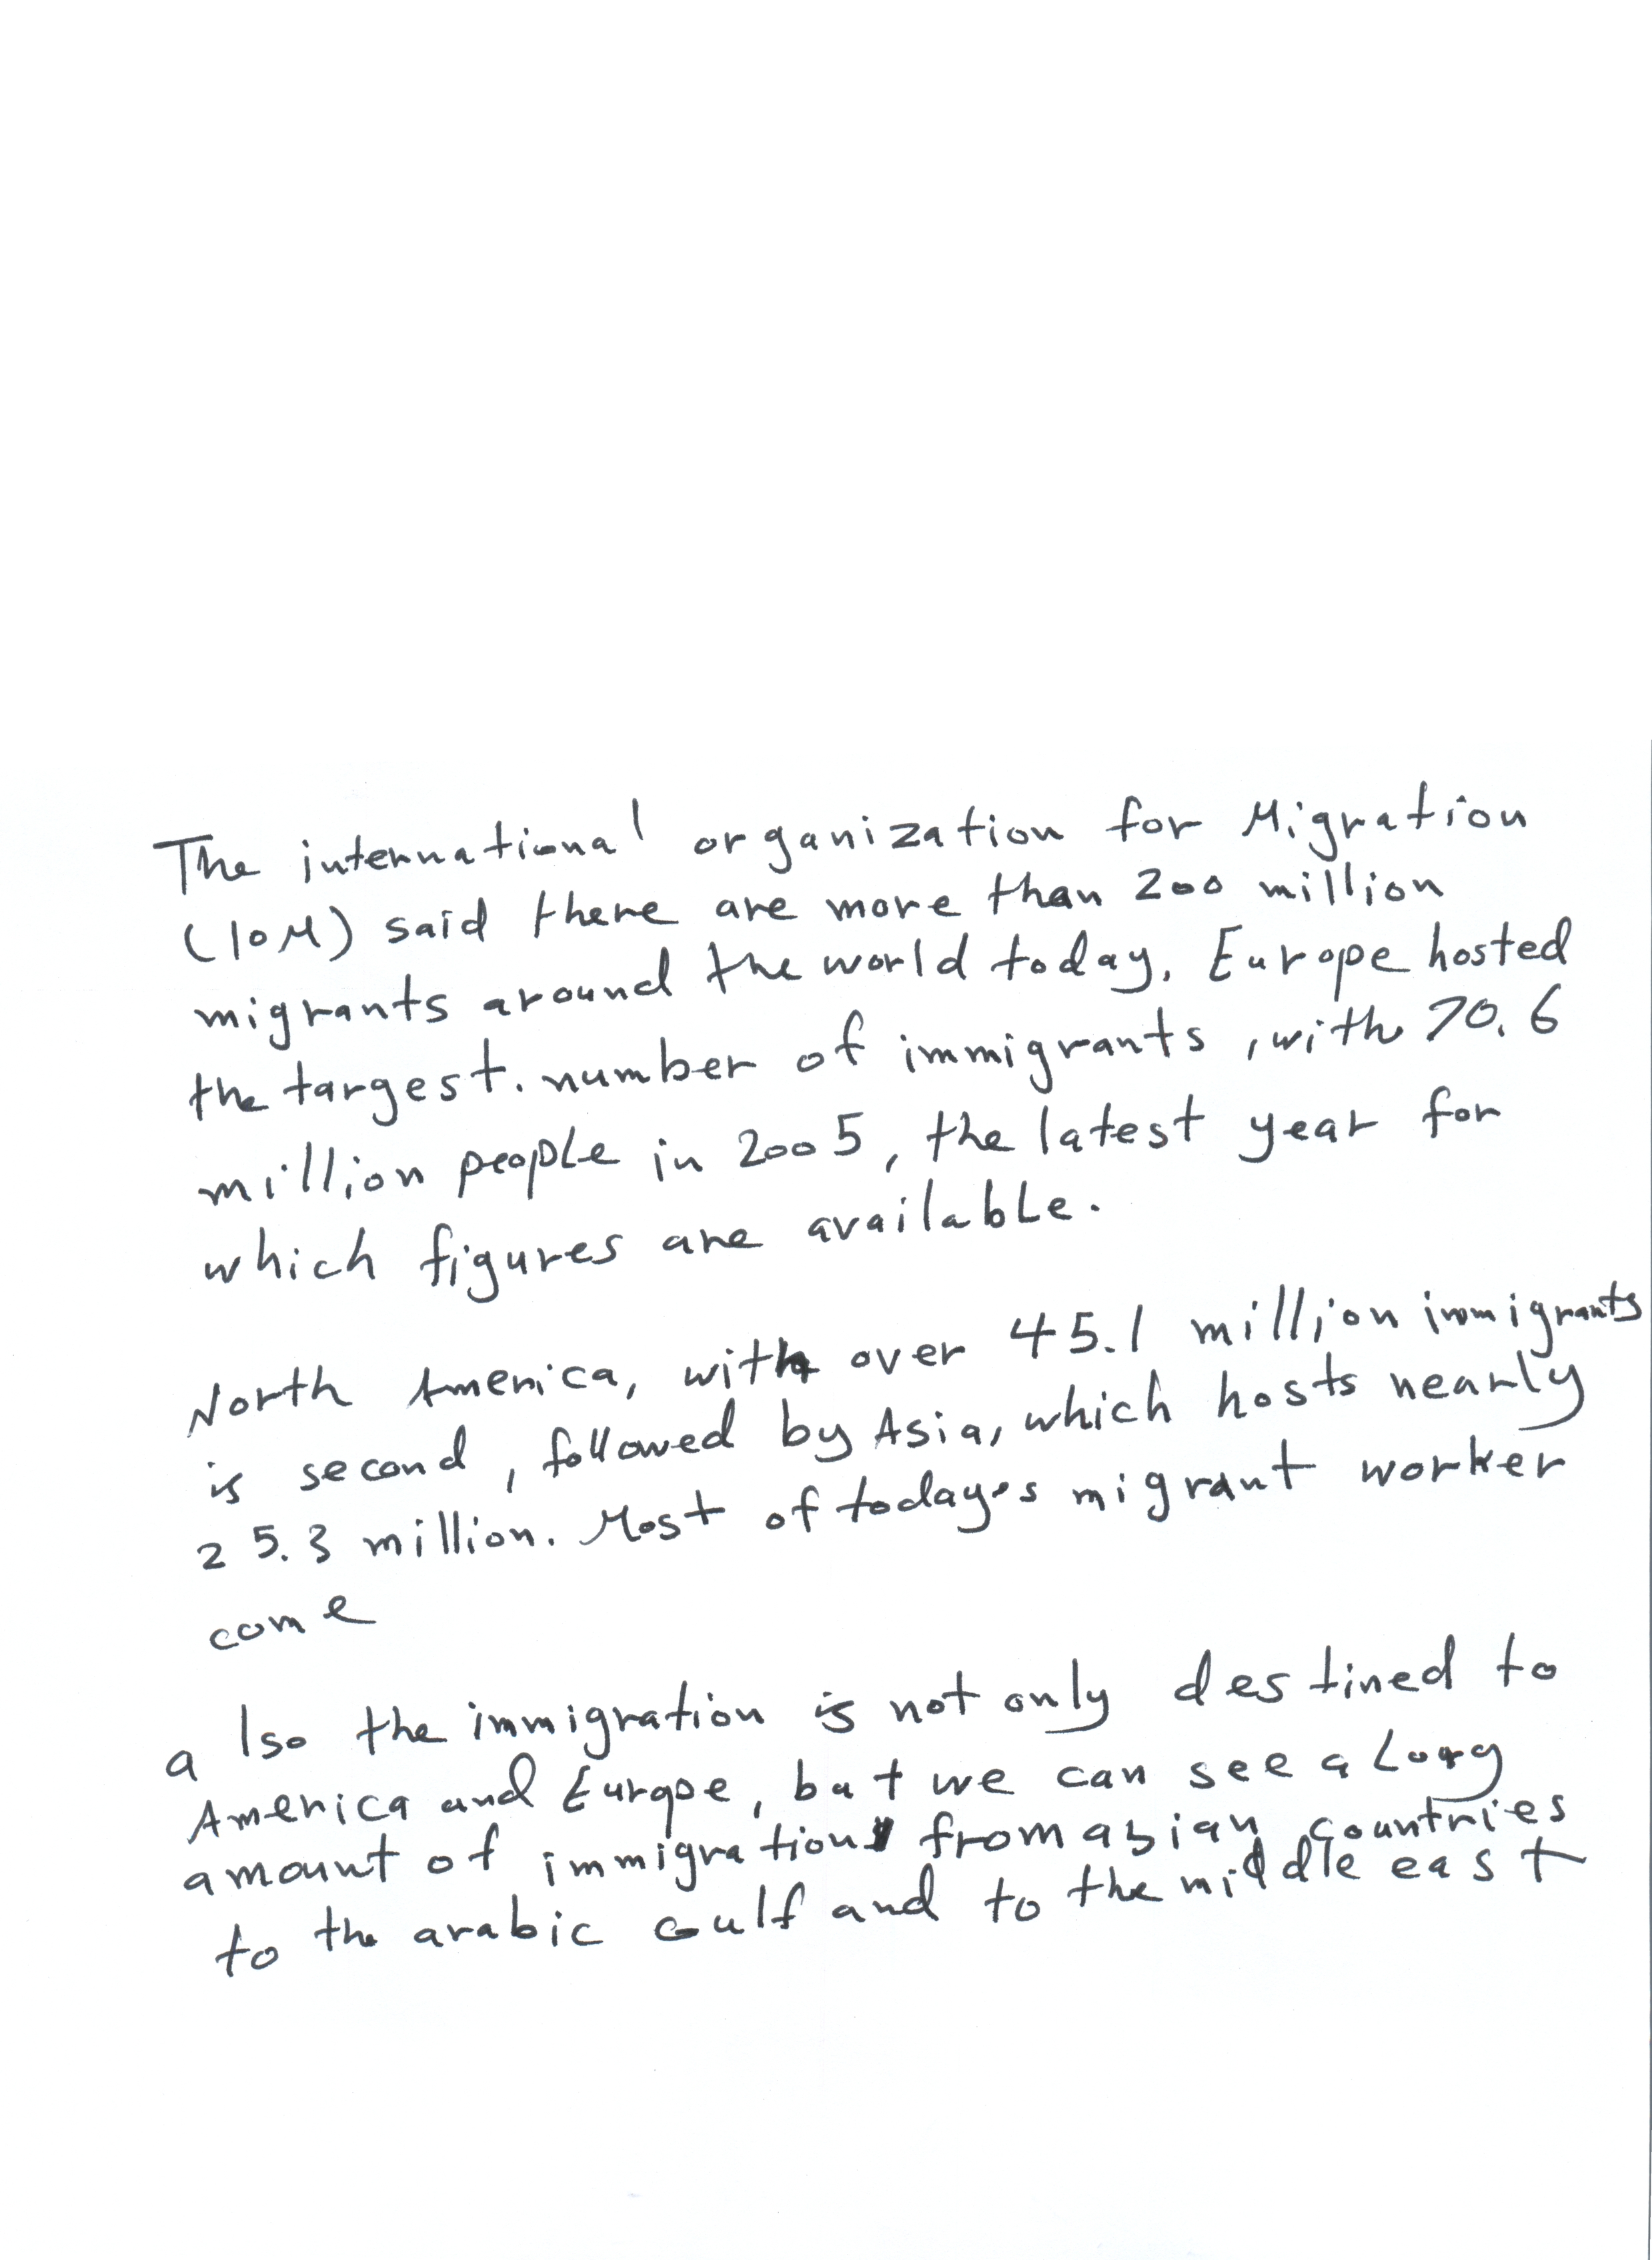 The international organization for Migration
(IOM) said there are more than 200 million
migrants around the world today. Europe hosted
the targest. number of immigrants, with 70.6
million people in 2005, the latest year for
which figures are available.
North America, with over 45.1 million immigrants
is second, followed by Asia, which hosts nearly
25.3 million. Most of today's migrant worker
come
also the immigration is not only destined to
America and Europe, but we can see a Long
amount of immigration from asian countries
to the arabic Gulf and to the middle east